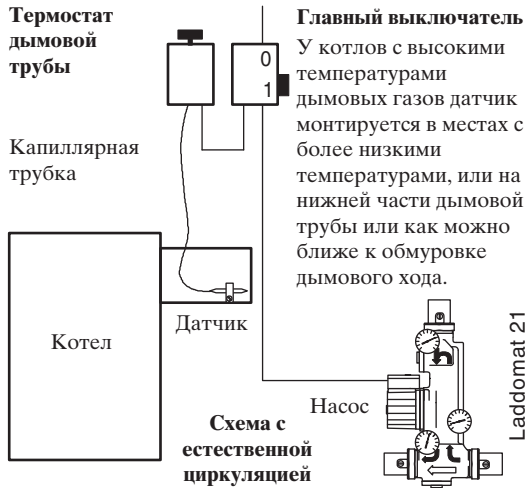 Термостат
дымовой
трубы
0
1
Главный выключатель
У котлов с высокими
температурами
дымовых газов датчик
монтируется в местах с
более низкими
температурами, или на
нижней части дымовой
трубы или как можно
ближе к обмуровке
дымового хода.
Капиллярная
трубка
Котел
Датчик
Насос
Схема с
естественной
циркуляцией
Laddomat 21